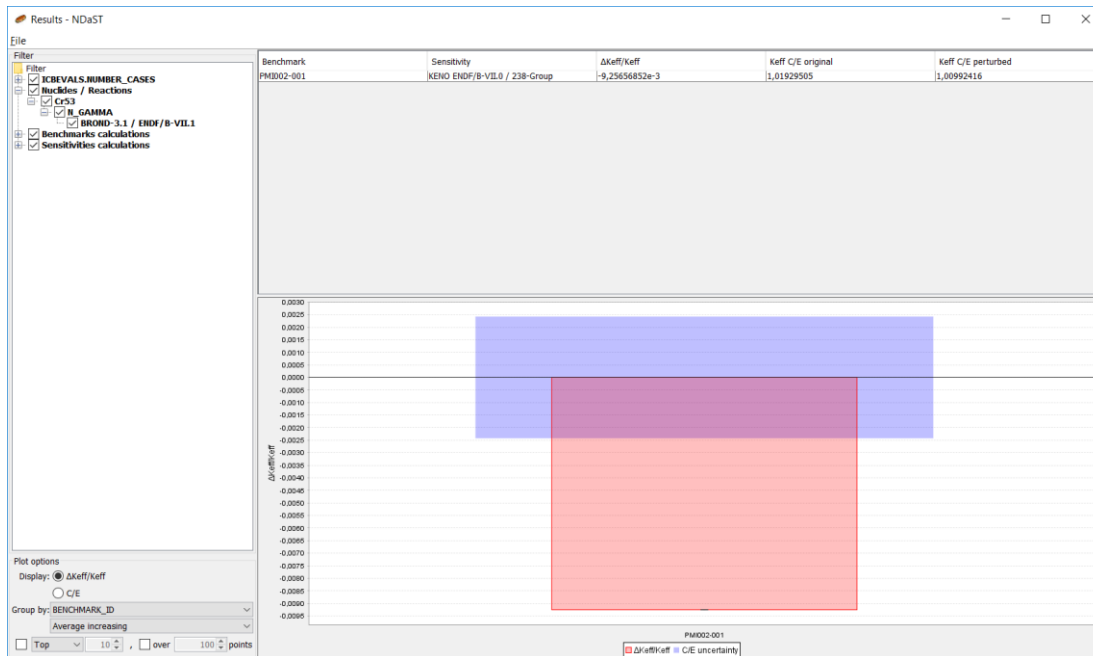 Results - NDaST
File
Filter
Filter
ICBEVALS.NUMBER_CASES
Nuclides / Reactions
Cr53
N_GAMMA
BROND-3.1 / ENDF/B-VII.1
Benchmarks calculations
Sensitivities calculations
Plot options
Display: ΔKeff/Keff
C/E
Group by: BENCHMARK_ID
Average increasing
Top 10 , over 100 points
Benchmark Sensitivity ΔKeff/Keff Keff C/E original Keff C/E perturbed
PMI002-001 KENO ENDF/B-VII.0 / 238-Group -9,25656852e-3 1,01929505 1,00992416
0,0030
0,0025
0,0020
0,0015
0,0010
0,0005
0,0000
-0,0005
-0,0010
-0,0015
-0,0020
-0,0025
-0,0030
-0,0035
-0,0040
-0,0045
-0,0050
-0,0055
-0,0060
-0,0065
-0,0070
-0,0075
-0,0080
-0,0085
-0,0090
-0,0095
ΔKeff/Keff
PMI002-001
ΔKeff/Keff C/E uncertainty